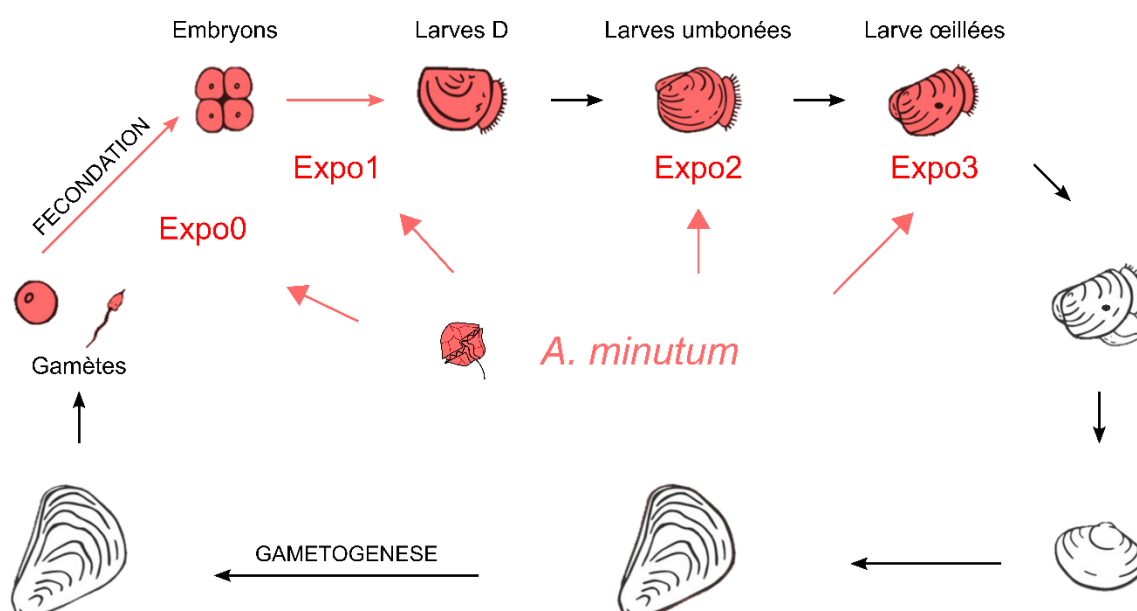 Embryons
Larves D
Larves umbonées
Larve œillées
FECONDATION
Expo1
Expo2
Expo3
Expo0
Gamètes
A. minutum
GAMETOGENESE